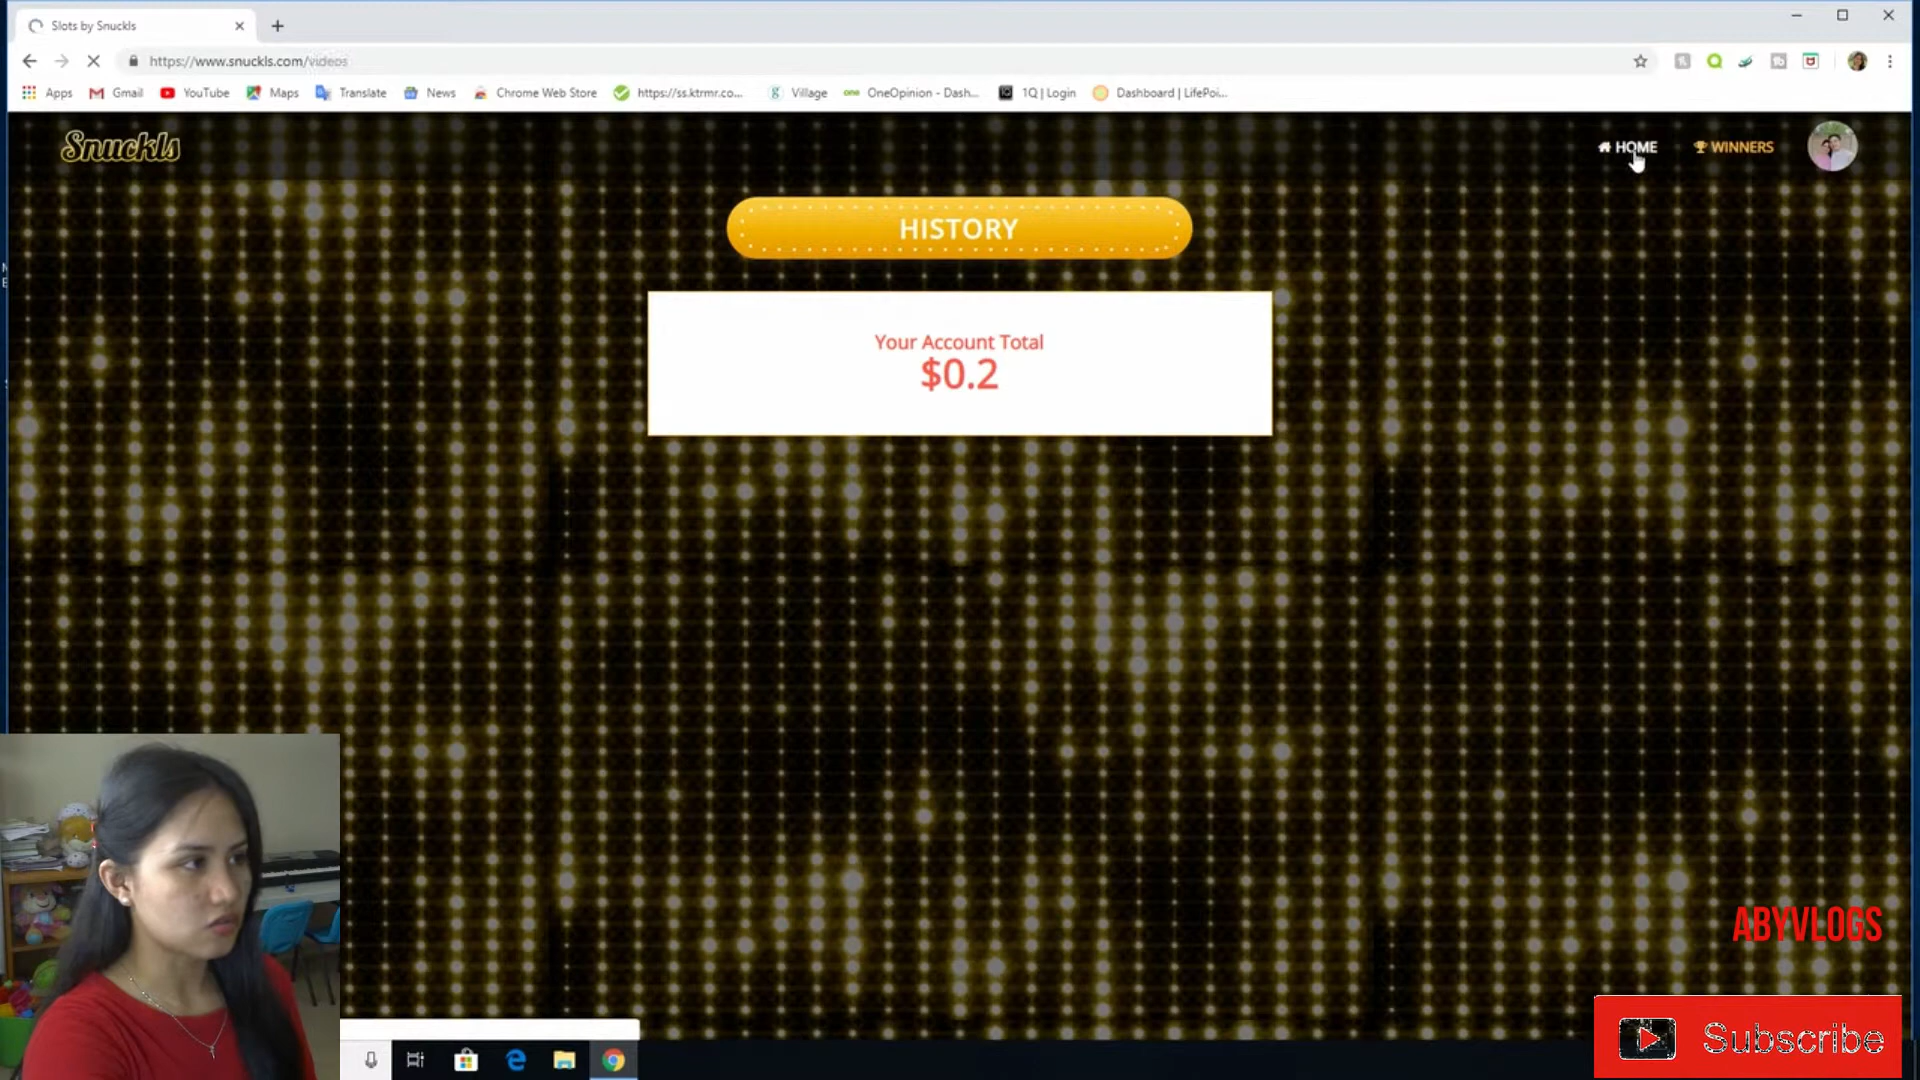 Slots by Snuckls
https://www.snuckls.com/videos
Apps
Gmail
YouTube
Maps
Translate
News
Chrome Web Store
https://ss.ktrmr.co...
Village
OneOpinion - Dash...
1Q | Login
Dashboard | LifePoi...
Snuckls
HOME
WINNERS
HISTORY
Your Account Total
$0.2
ABYVLOGS
Subscribe